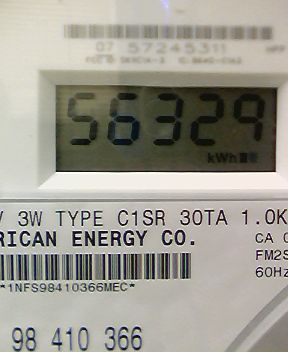 07 57245311
56329
kWh
V 3W TYPE C1SR 30TA 1.0K
RICAN ENERGY CO.
CA 0
FM2S
60Hz
*1NFS98410366MEC*
98 410 366